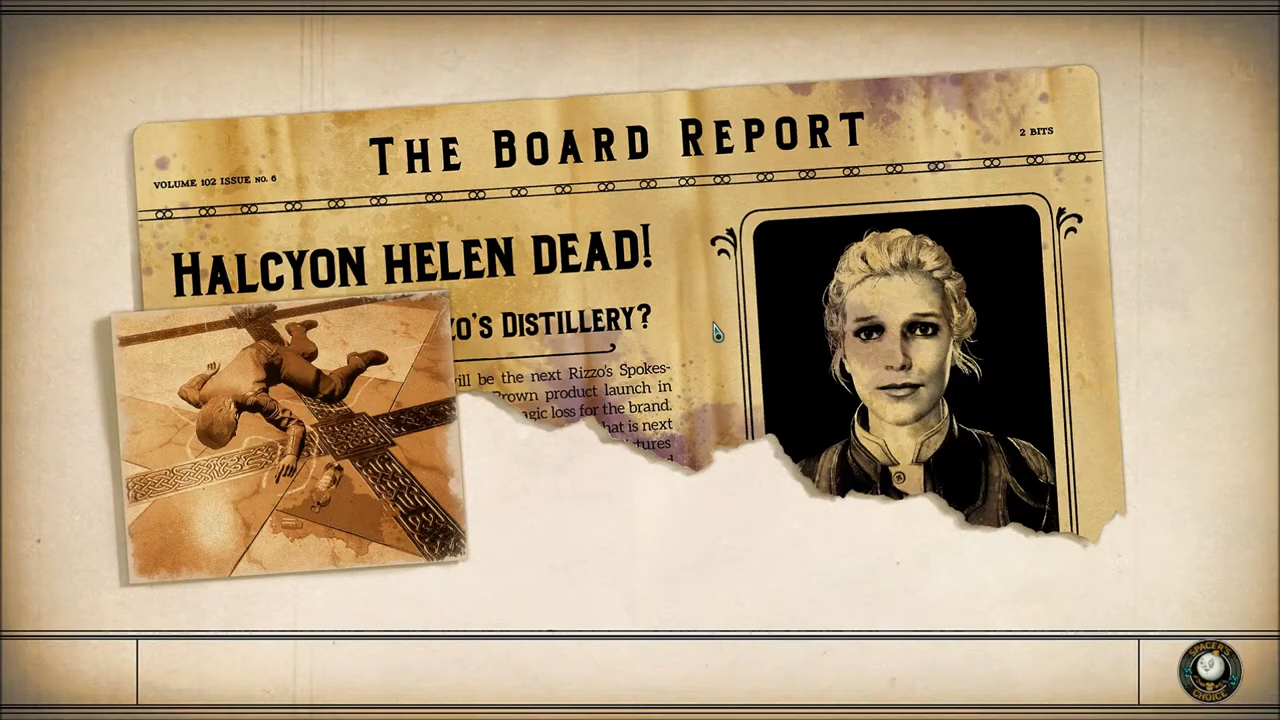 THE BOARD REPORT
VOLUME 102 ISSUE NO. 6
2 BITS
HALCYON HELEN DEAD!
ZO'S DISTILLERY?
will be the next Rizzo's Spokes-
Brown product launch in
agic loss for the brand.
hat is next
tures
SPACER'S
CHOICE